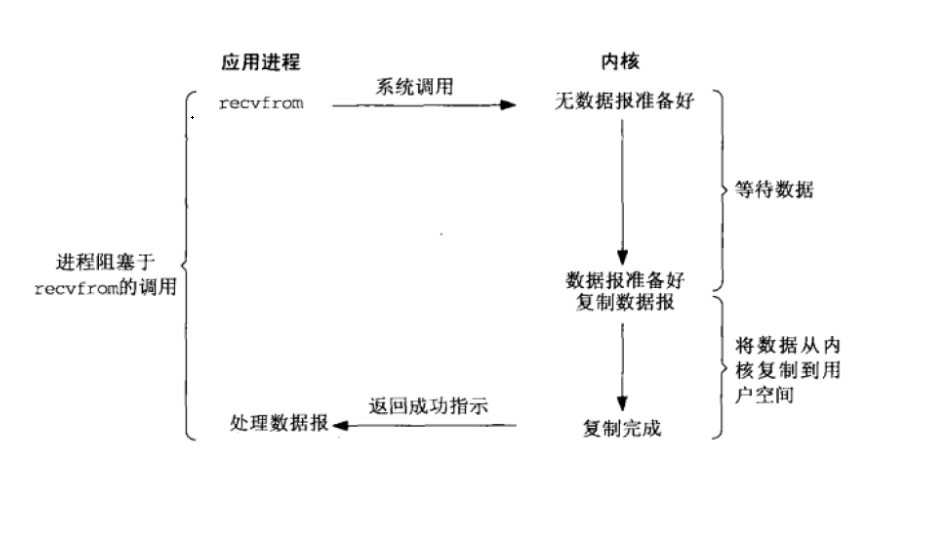 应用进程
内核
系统调用
recvfrom
无数据报准备好
等待数据
进程阻塞于
recvfrom的调用
数据报准备好
复制数据报
将数据从内
核复制到用
户空间
返回成功指示
处理数据报
复制完成